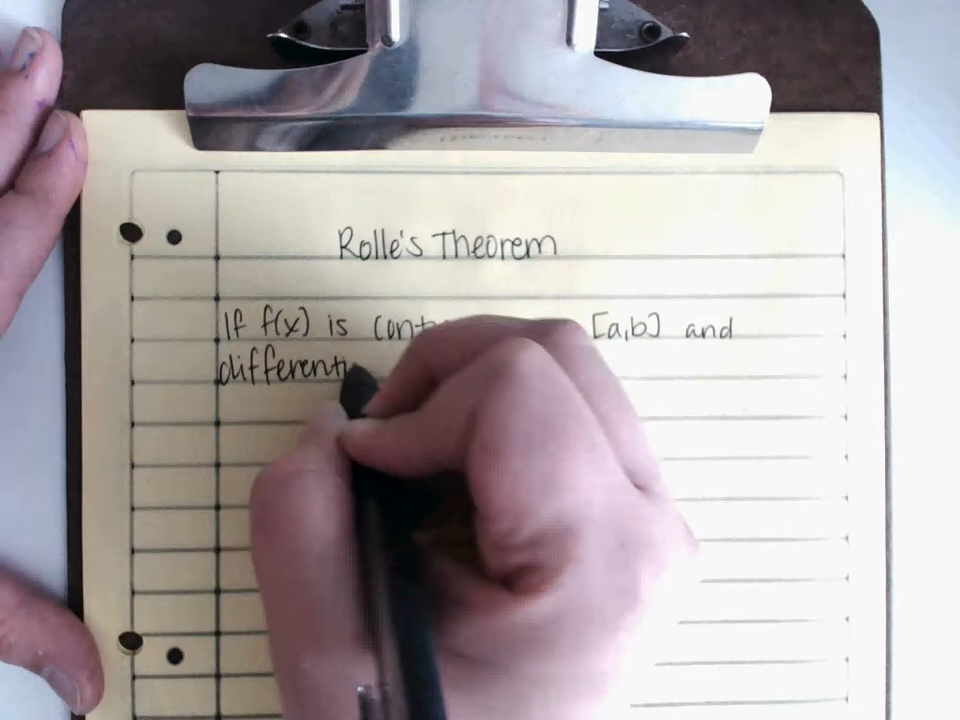 Rolle's Theorem
If f(x) is [a,b] and